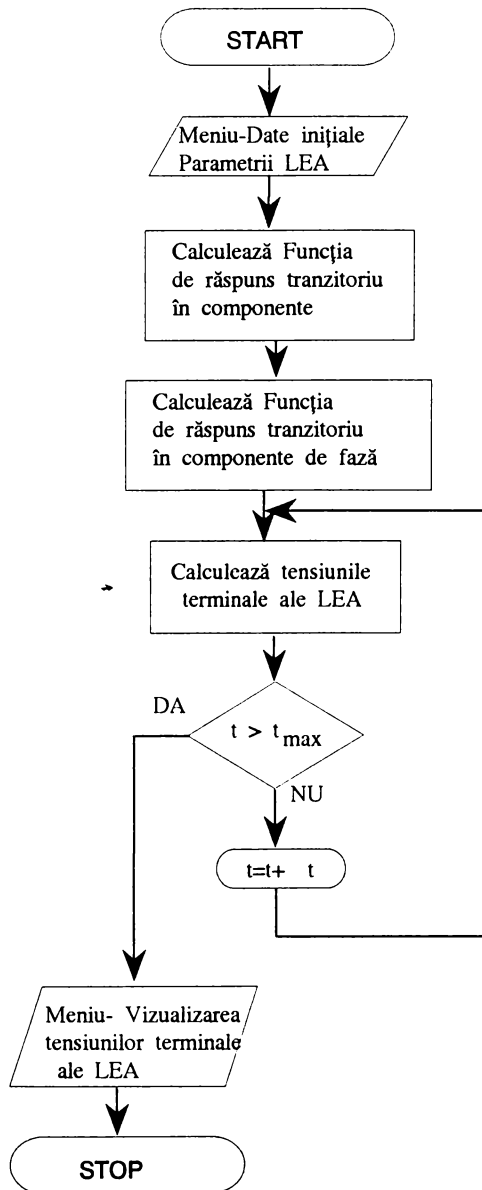 START
Meniu-Date inițiale
Parametrii LEA
Calculează Funcția
de răspuns tranzitoriu
în componente
Calculează Funcția
de răspuns tranzitoriu
în componente de fază
Calculează tensiunile
terminale ale LEA
DA
t > t max
NU
t=t+ t
Meniu- Vizualizarea
tensiunilor terminale
ale LEA
STOP